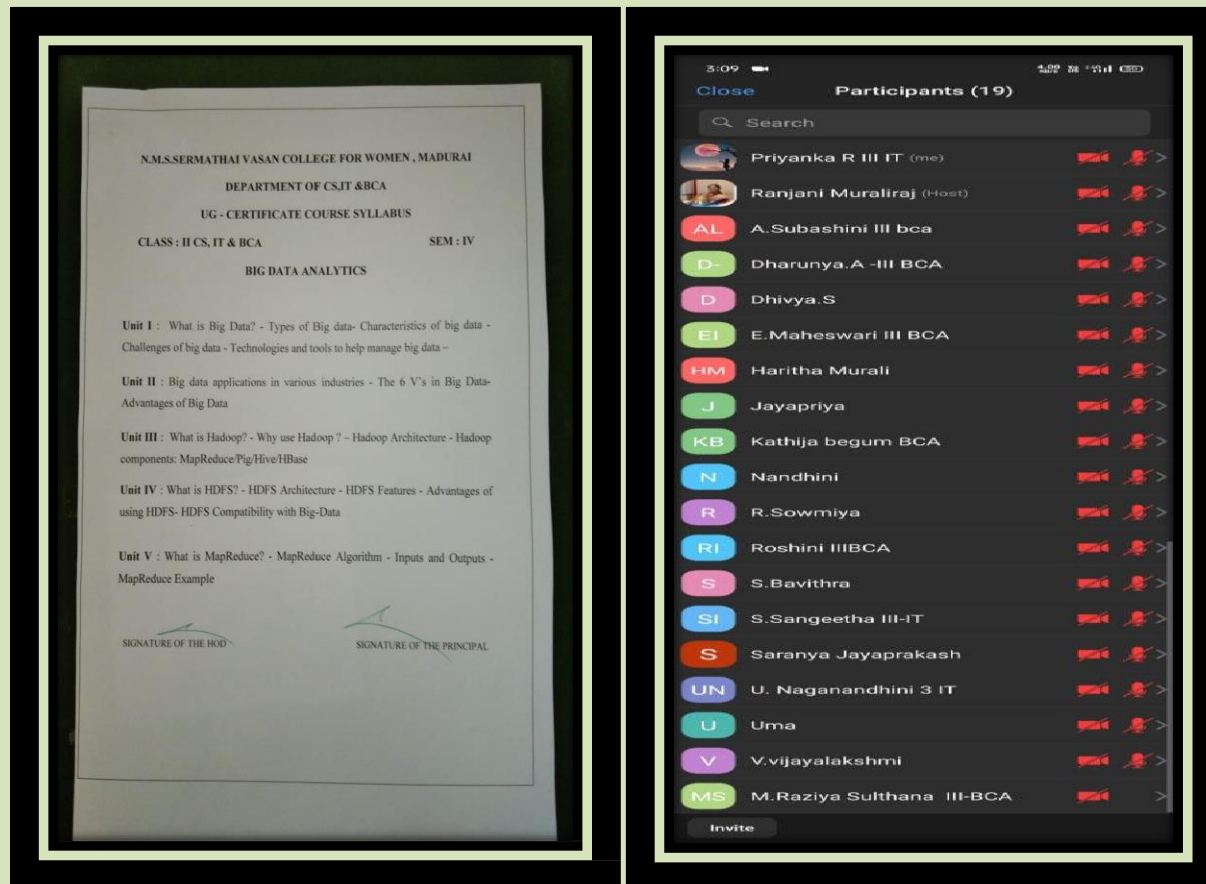 N.M.S.SERMATHAI VASAN COLLEGE FOR WOMEN , MADURAI
DEPARTMENT OF CS,IT &BCA
UG - CERTIFICATE COURSE SYLLABUS
CLASS : II CS, IT & BCA SEM : IV
BIG DATA ANALYTICS
Unit I : What is Big Data? - Types of Big data- Characteristics of big data -
Challenges of big data - Technologies and tools to help manage big data –
Unit II : Big data applications in various industries - The 6 V's in Big Data-
Advantages of Big Data
Unit III : What is Hadoop? - Why use Hadoop ? – Hadoop Architecture - Hadoop
components: MapReduce/Pig/Hive/HBase
Unit IV : What is HDFS? - HDFS Architecture - HDFS Features - Advantages of
using HDFS- HDFS Compatibility with Big-Data
Unit V : What is MapReduce? - MapReduce Algorithm - Inputs and Outputs -
MapReduce Example
SIGNATURE OF THE HOD SIGNATURE OF THE PRINCIPAL
3:09
Close Participants (19)
Search
Priyanka R III IT (me)
Ranjani Muraliraj (Host)
AL A.Subashini III bca
D- Dharunya.A -III BCA
D Dhivya.S
EI E.Maheswari III BCA
HM Haritha Murali
J Jayapriya
KB Kathija begum BCA
N Nandhini
R R.Sowmiya
RI Roshini IIIBCA
S S.Bavithra
SI S.Sangeetha III-IT
S Saranya Jayaprakash
UN U. Naganandhini 3 IT
U Uma
V V.vijayalakshmi
MS M.Raziya Sulthana III-BCA
Invite